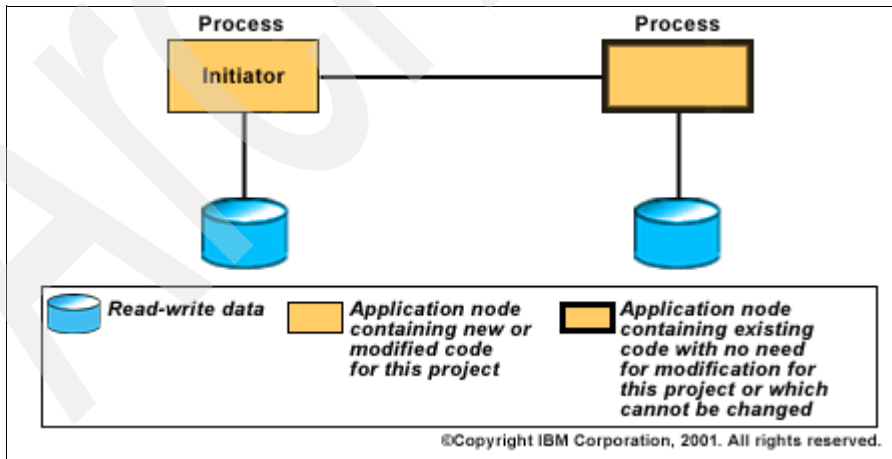 Process
Process
Initiator
Read-write data
Application node
containing new or
modified code
for this project
Application node
containing existing
code with no need
for modification for
this project or which
cannot be changed
©Copyright IBM Corporation, 2001. All rights reserved.